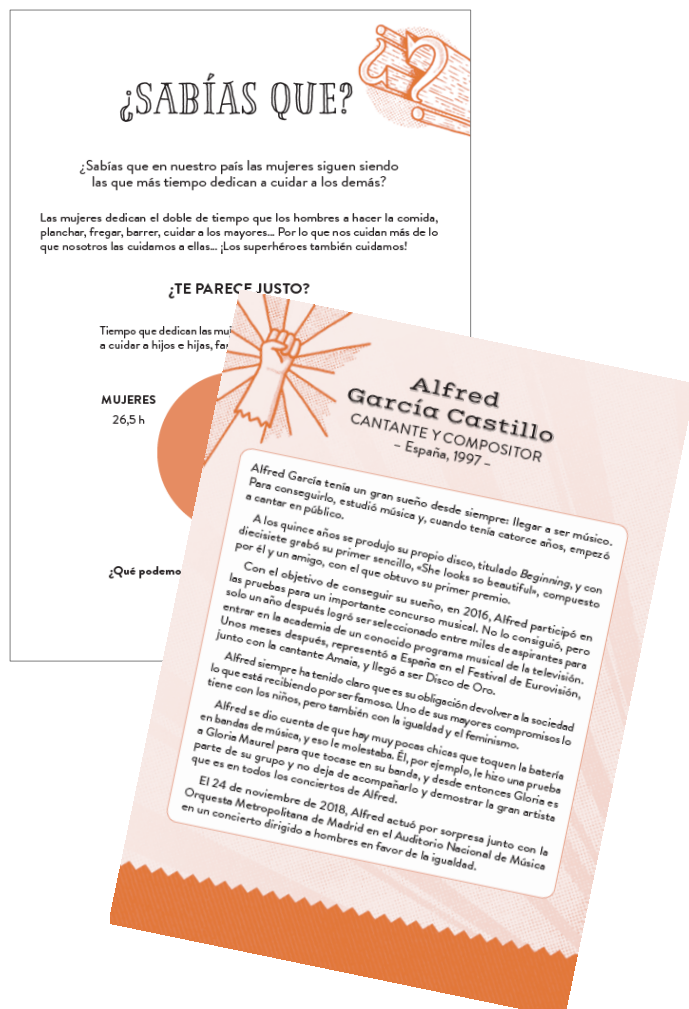 ¿SABÍAS QUE?
¿Sabías que en nuestro país las mujeres siguen siendo
las que más tiempo dedican a cuidar a los demás?
Las mujeres dedican el doble de tiempo que los hombres a hacer la comida,
planchar, fregar, barrer, cuidar a los mayores... Por lo que nos cuidan más de lo
que nosotros las cuidamos a ellas... ¡Los superhéroes también cuidamos!
¿TE PARECE JUSTO?
Tiempo que dedican las
a cuidar a hijos e hijas,
MUJERES
26,5 h
¿Qué
Alfred
García Castillo
CANTANTE Y COMPOSITOR
– España, 1997 –
Alfred García tenía un gran sueño desde siempre: llegar a ser músico.
Para conseguirlo, estudió música y, cuando tenía catorce años, empezó
a cantar en público.
A los quince años se produjo su propio disco, titulado Beginning, y con
diecisiete grabó su primer sencillo, «She looks so beautiful», compuesto
por él y un amigo, con el que obtuvo su primer premio.
Con el objetivo de conseguir su sueño, en 2016, Alfred participó en
las pruebas para un importante concurso musical. No lo consiguió, pero
solo un año después logró ser seleccionado entre miles de aspirantes para
entrar en la academia de un conocido programa musical de la televisión.
Unos meses después, representó a España en el Festival de Eurovisión,
junto con la cantante Amaia, y llegó a ser Disco de Oro.
Alfred siempre ha tenido claro que es su obligación devolver a la sociedad
lo que está recibiendo por ser famoso. Uno de sus mayores compromisos lo
tiene con los niños, pero también con la igualdad y el feminismo.
Alfred se dio cuenta de que hay muy pocas chicas que toquen la batería
en bandas de música, y eso le molestaba. Él, por ejemplo, le hizo una prueba
a Gloria Maurel para que tocase en su banda, y desde entonces Gloria es
parte de su grupo y no deja de acompañarlo y demostrar la gran artista
que es en todos los conciertos de Alfred.
El 24 de noviembre de 2018, Alfred actuó por sorpresa junto con la
Orquesta Metropolitana de Madrid en el Auditorio Nacional de Música
en un concierto dirigido a hombres en favor de la igualdad.